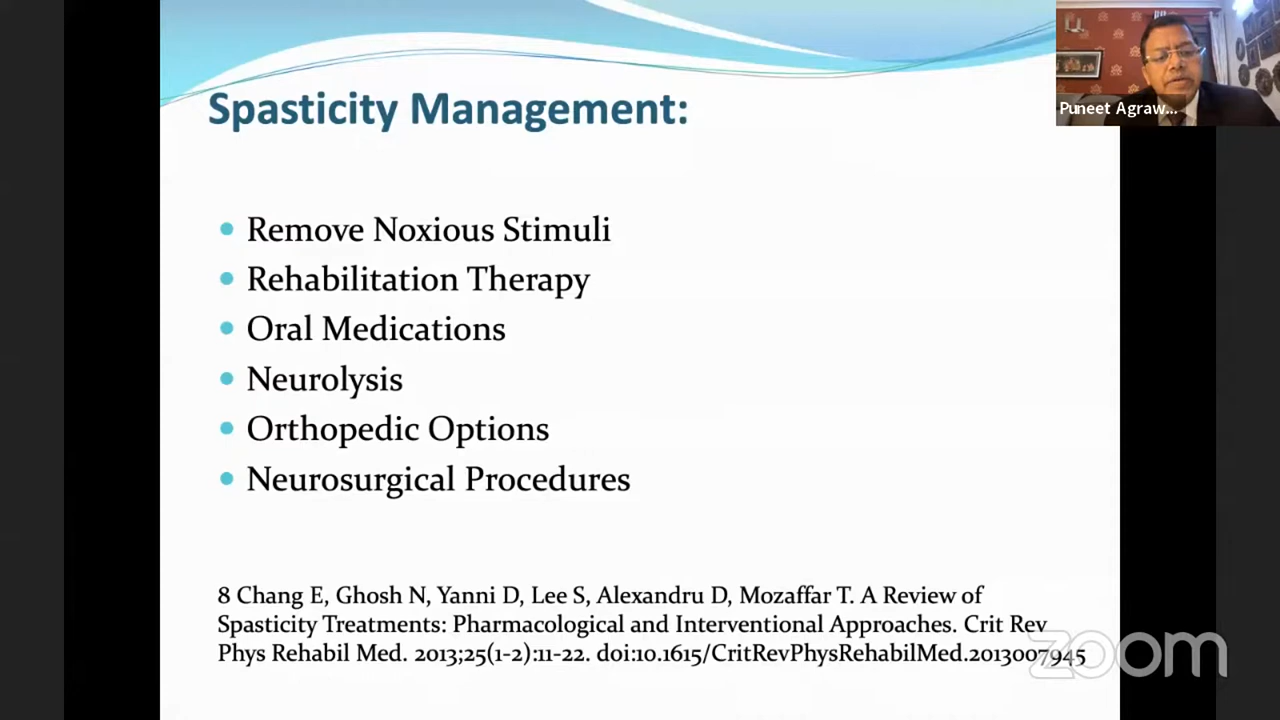 Spasticity Management:
Puneet Agraw...
Remove Noxious Stimuli
Rehabilitation Therapy
Oral Medications
Neurolysis
Orthopedic Options
Neurosurgical Procedures
8 Chang E, Ghosh N, Yanni D, Lee S, Alexandru D, Mozaffar T. A Review of
Spasticity Treatments: Pharmacological and Interventional Approaches. Crit Rev
Phys Rehabil Med. 2013;25(1-2):11-22. doi:10.1615/CritRevPhysRehabilMed.2013007945
zoom